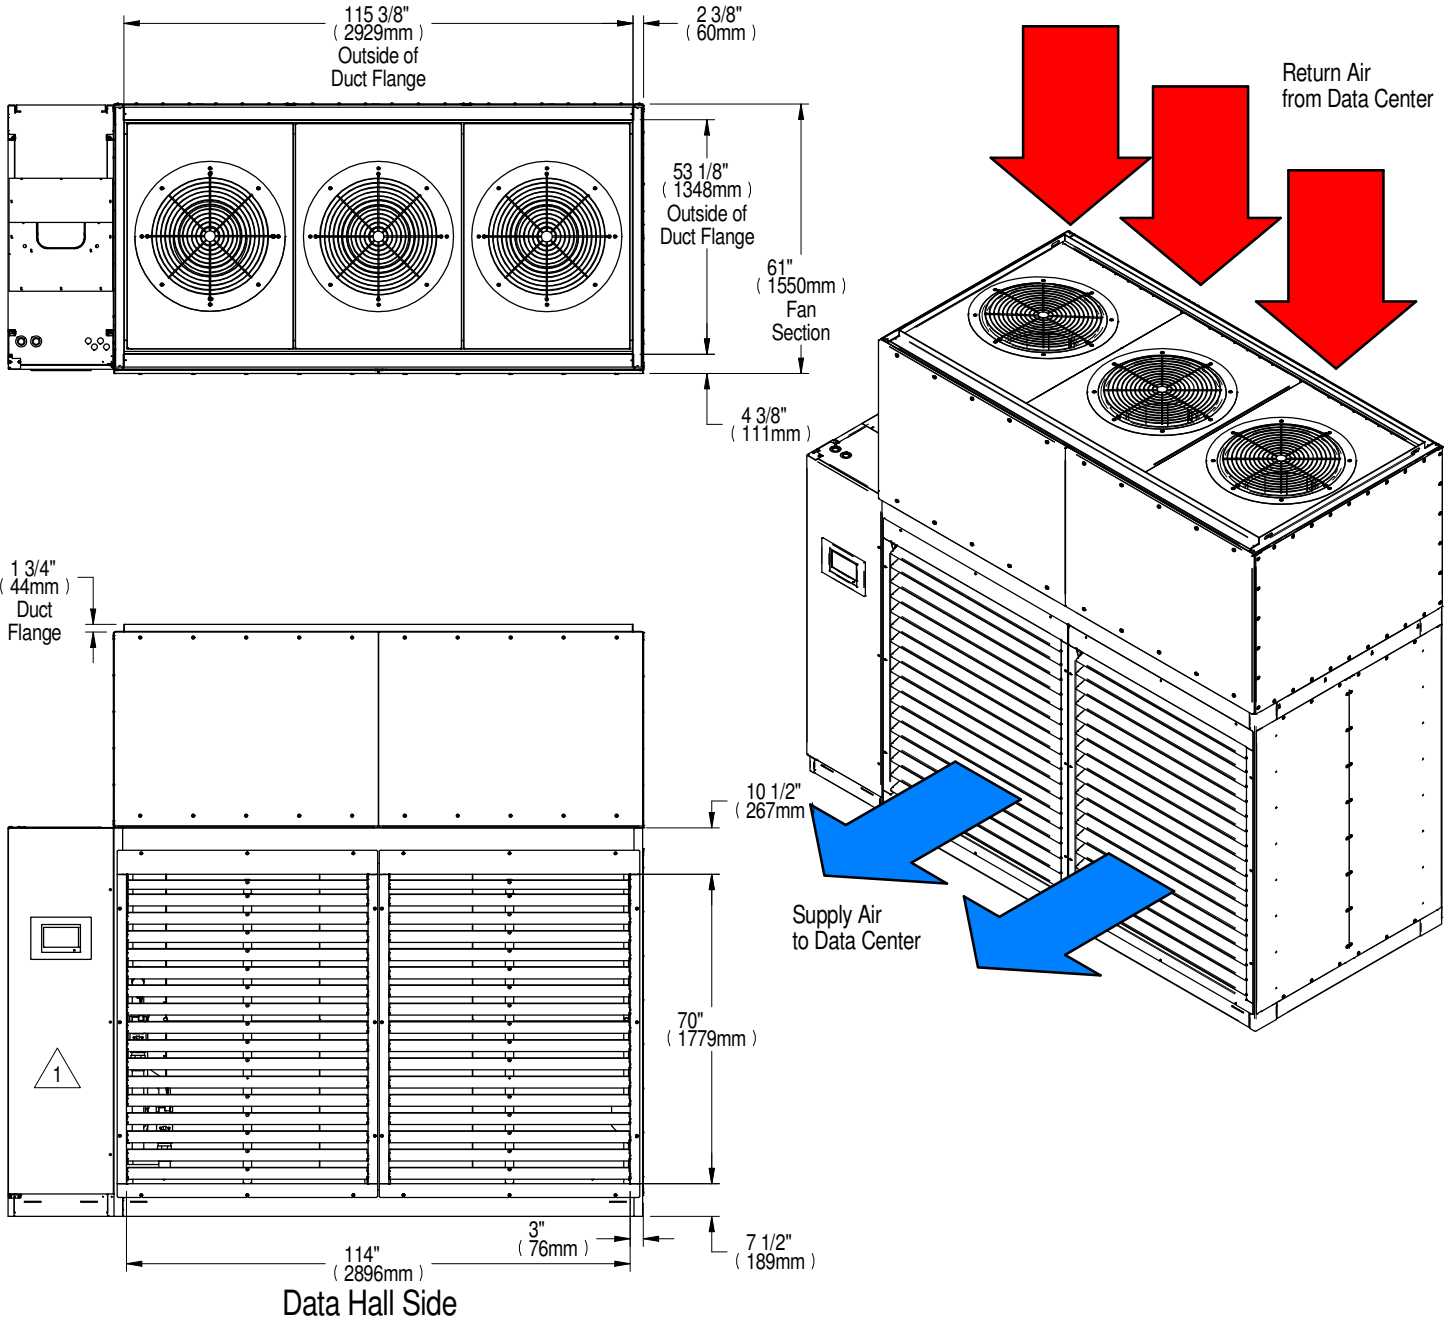 115 3/8"
( 2929mm )
Outside of
Duct Flange
2 3/8"
( 60mm )
53 1/8"
( 1348mm )
Outside of
Duct Flange
61"
( 1550mm )
Fan
Section
4 3/8"
( 111mm )
Return Air
from Data Center
1 3/4"
( 44mm )
Duct
Flange
10 1/2"
( 267mm
Supply Air
to Data Center
70"
( 1779mm )
1
3"
( 76mm )
7 1/2"
( 189mm )
114"
( 2896mm )
Data Hall Side